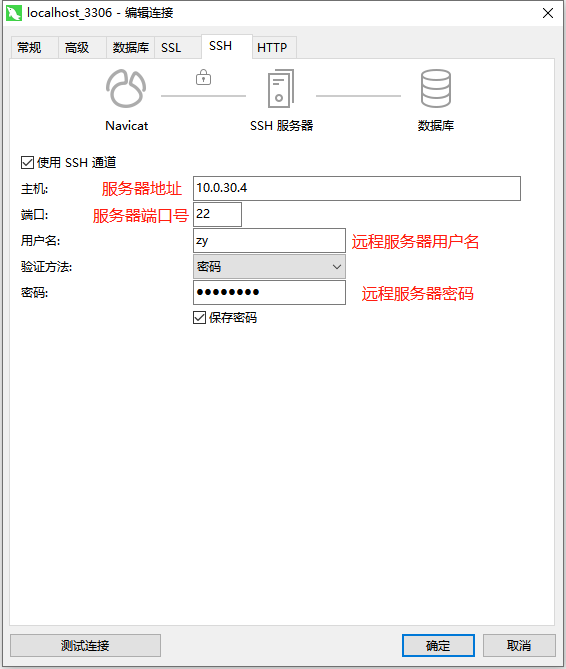 localhost_3306 - 编辑连接
常规 高级 数据库 SSL SSH HTTP
Navicat SSH 服务器 数据库
使用 SSH 通道
主机: 服务器地址 10.0.30.4
端口: 服务器端口号 22
用户名: zy 远程服务器用户名
验证方法: 密码
密码: ●●●●●●●● 远程服务器密码
保存密码
测试连接 确定 取消